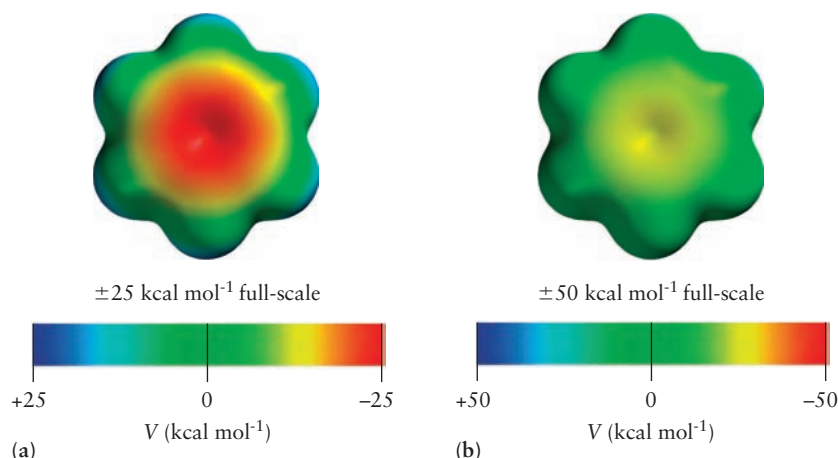 ±25 kcal mol⁻¹ full-scale
+25 0 −25
V (kcal mol⁻¹)
(a)
±50 kcal mol⁻¹ full-scale
+50 0 −50
V (kcal mol⁻¹)
(b)